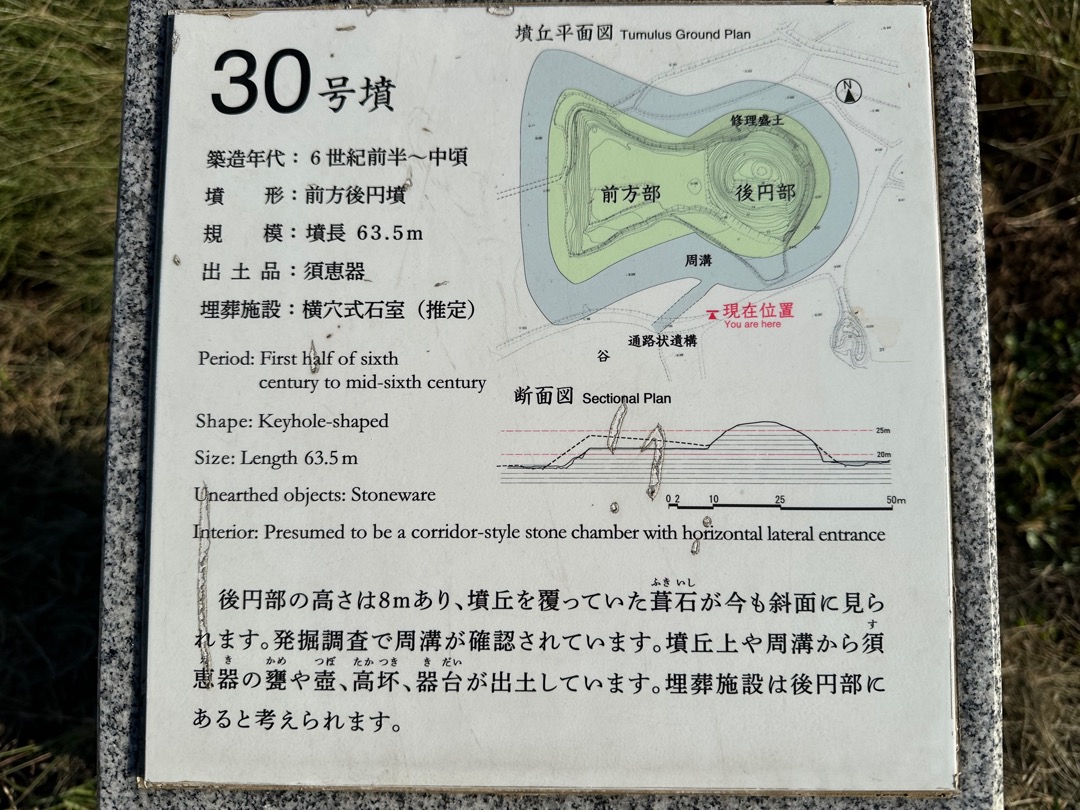 30号墳
築造年代：6世紀前半～中頃
墳　　形：前方後円墳
規　　模：墳長 63.5m
出 土 品：須恵器
埋葬施設：横穴式石室（推定）
Period: First half of sixth
century to mid-sixth century
Shape: Keyhole-shaped
Size: Length 63.5m
Unearthed objects: Stoneware
Interior: Presumed to be a corridor-style stone chamber with horizontal lateral entrance
墳丘平面図 Tumulus Ground Plan
N
修理盛土
前方部
後円部
周溝
現在位置
You are here
通路状遺構
谷
断面図 Sectional Plan
25m
20m
0 2 10 25 50m
ふき いし
後円部の高さは8mあり、墳丘を覆っていた葺石が今も斜面に見ら
れます。発掘調査で周溝が確認されています。墳丘上や周溝から須
す
え き かめ つぼ たか つき き だい
恵器の甕や壺、高坏、器台が出土しています。埋葬施設は後円部に
あると考えられます。